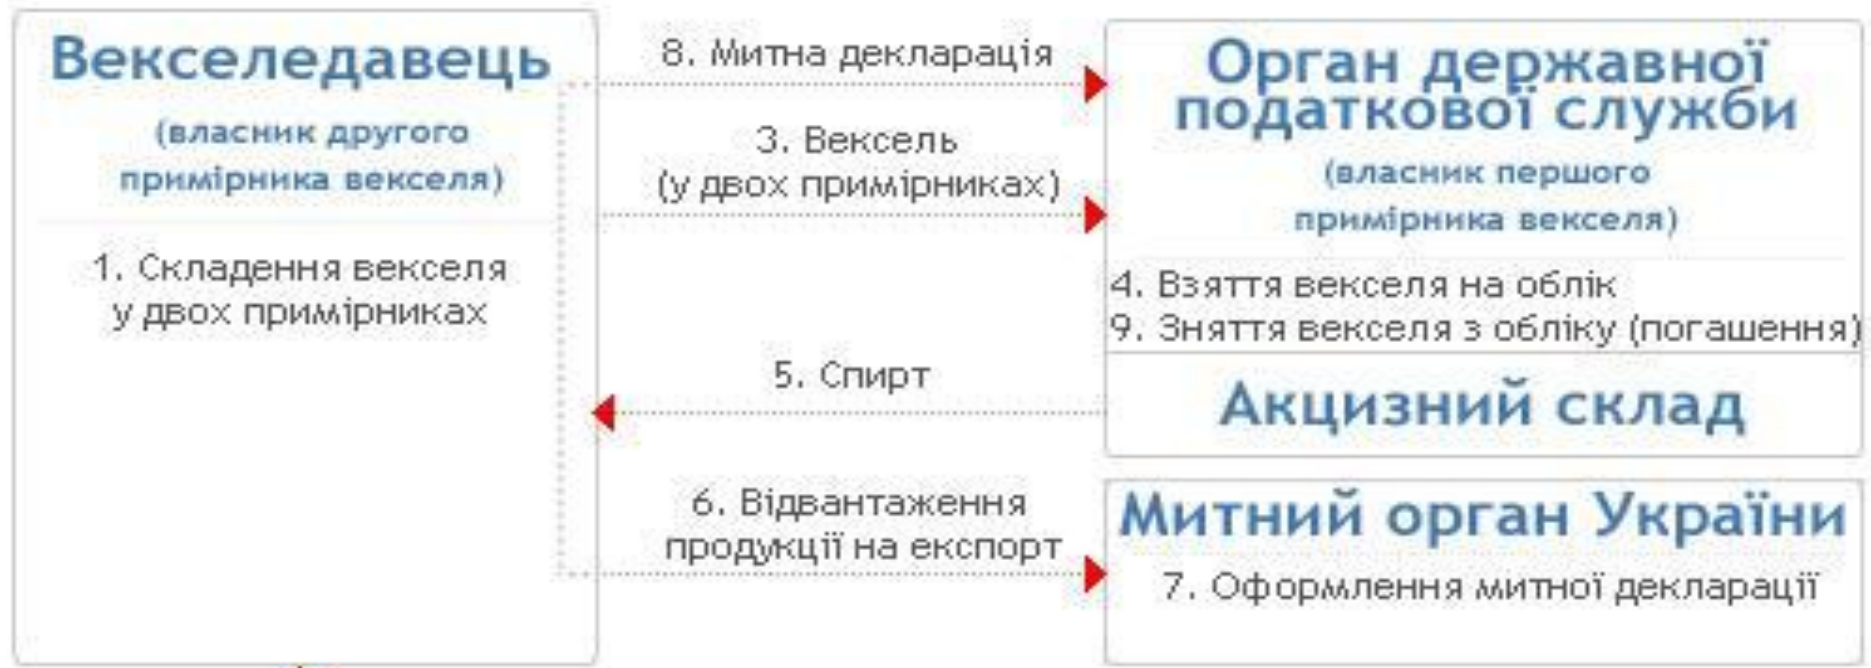 Векселедавець
(власник другого
примірника векселя)
1. Складення векселя
у двох примірниках
8. Митна декларація
3. Вексель
(у двох примірниках)
5. Спирт
6. Відвантаження
продукції на експорт
Орган державної
податкової служби
(власник першого
примірника векселя)
4. Взяття векселя на облік
9. Зняття векселя з обліку (погашення)
Акцизний склад
Митний орган України
7. Оформлення митної декларації